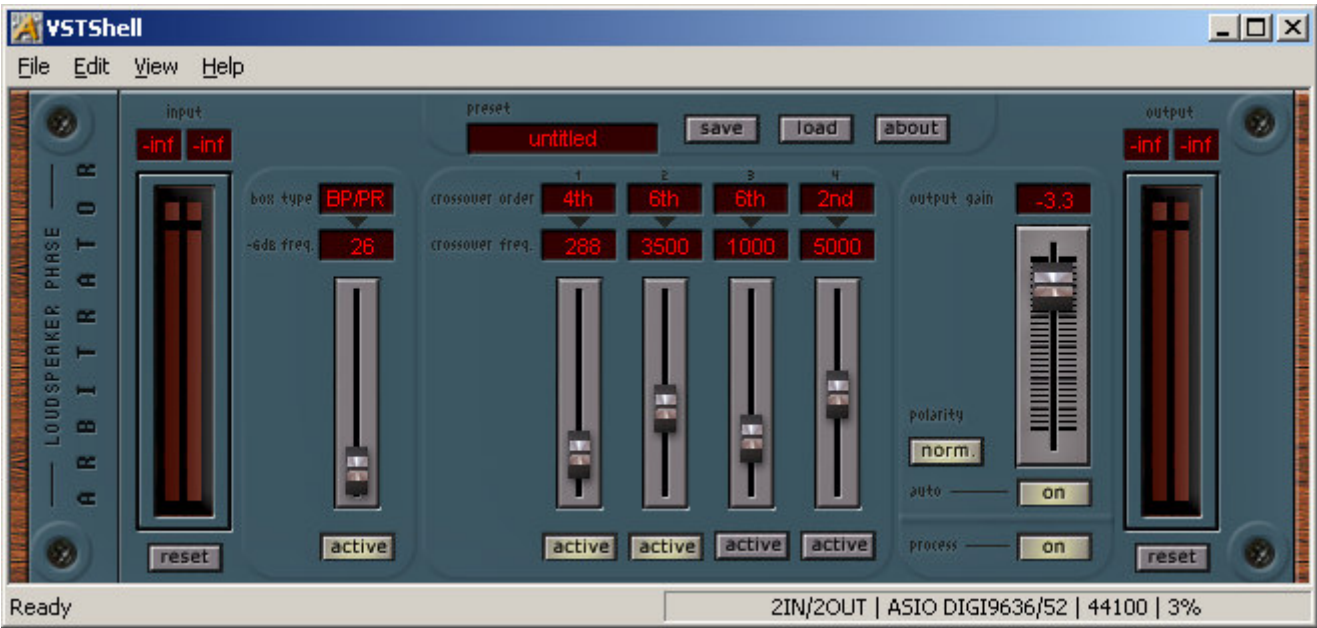 VSTShell
File Edit View Help
LOUDSPEAKER PHASE
ARBITRATOR
input
-inf -inf
reset
preset
untitled
save load about
box type BP/PR
-6dB freq. 26
active
1 2 3 4
crossover order 4th 6th 6th 2nd
crossover freq. 288 3500 1000 5000
active active active active
output gain -3.3
polarity
norm.
auto on
process on
output
-inf -inf
reset
Ready
2IN/2OUT | ASIO DIGI9636/52 | 44100 | 3%